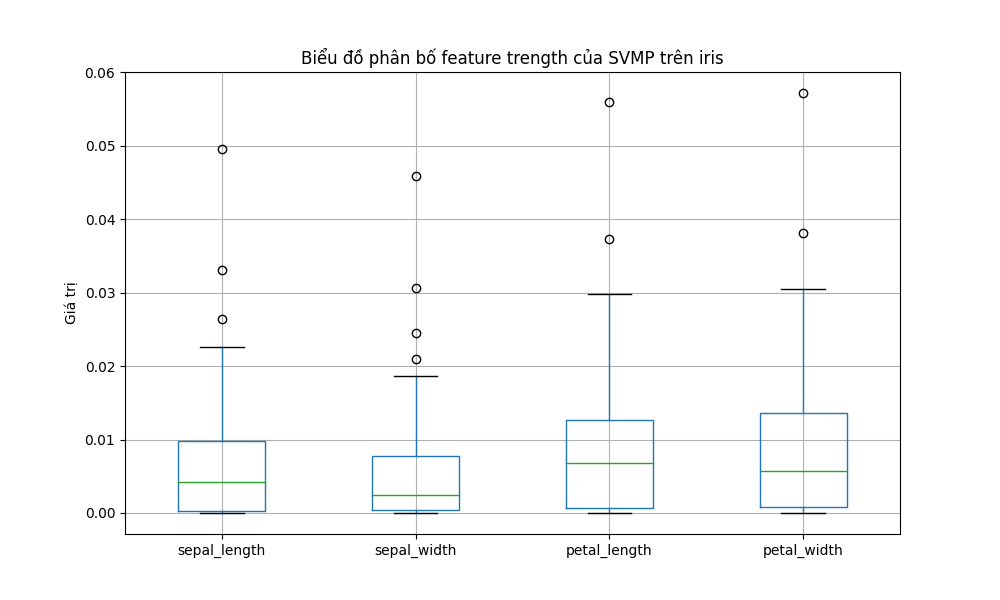 Biểu đồ phân bố feature trength của SVMP trên iris
Giá trị
0.06
0.05
0.04
0.03
0.02
0.01
0.00
sepal_length sepal_width petal_length petal_width